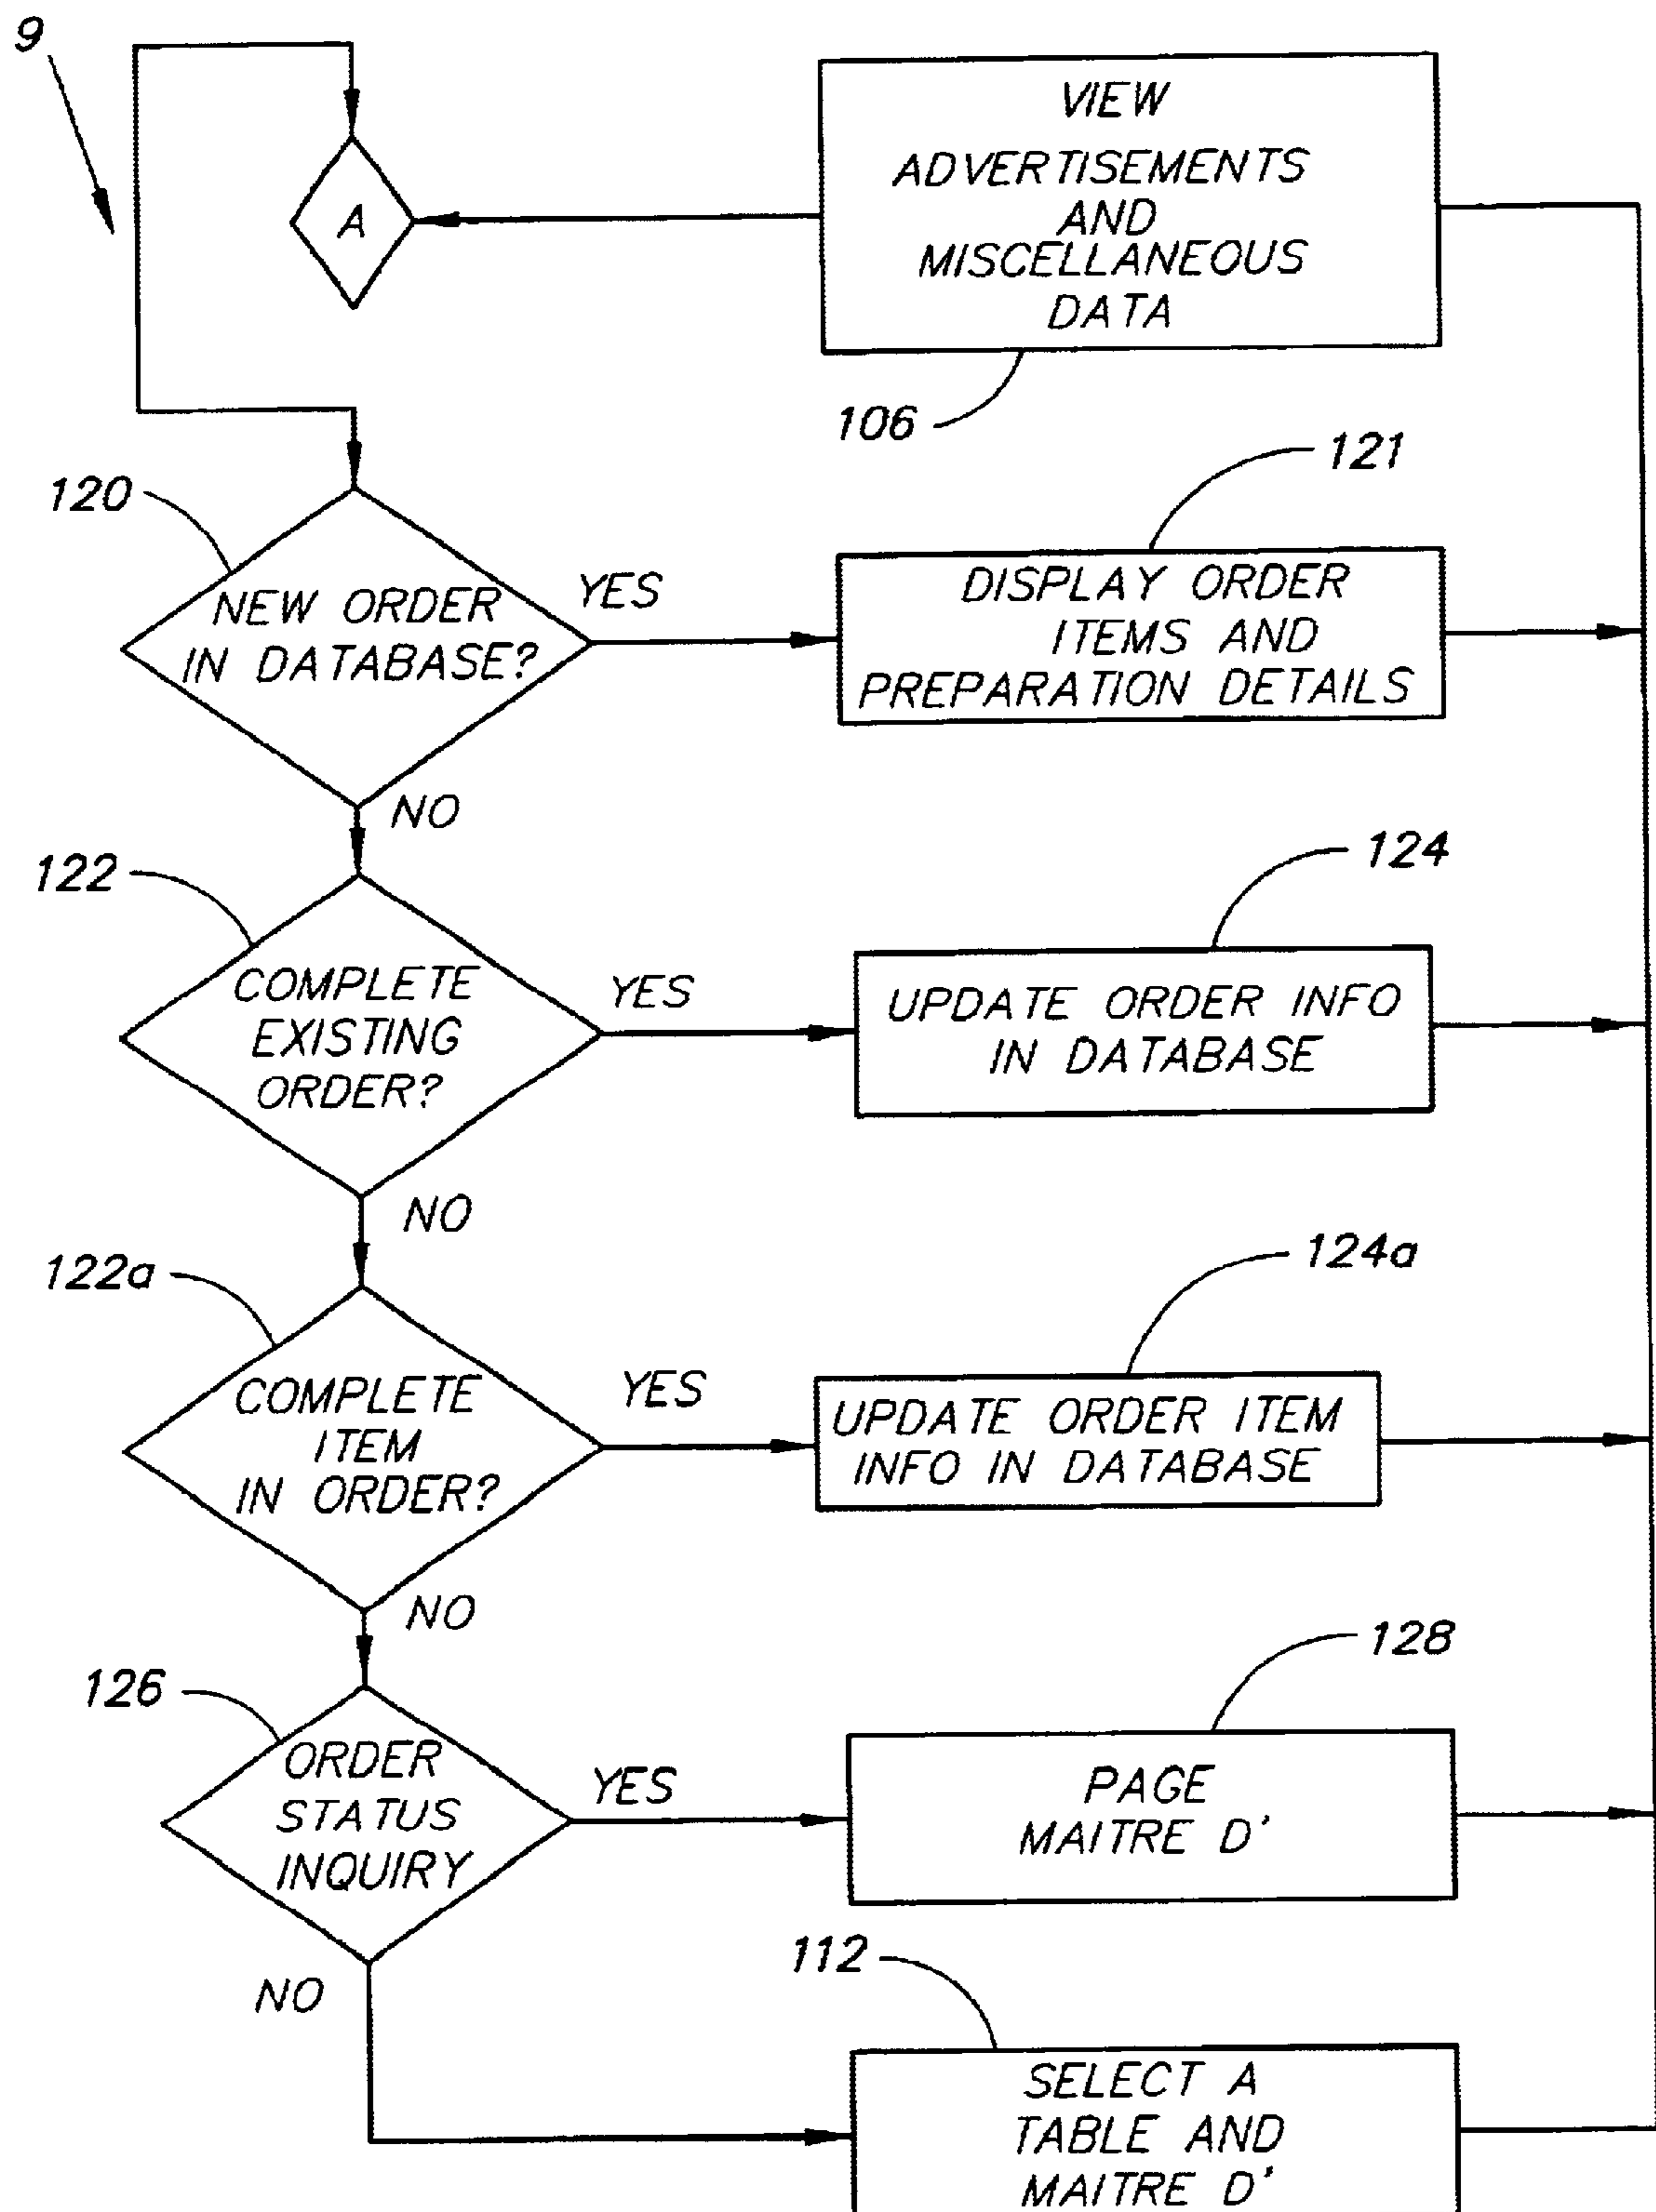 9
A
VIEW
ADVERTISEMENTS
AND
MISCELLANEOUS
DATA
106
120
NEW ORDER
IN DATABASE?
YES
121
DISPLAY ORDER
ITEMS AND
PREPARATION DETAILS
NO
122
COMPLETE
EXISTING
ORDER?
YES
124
UPDATE ORDER INFO
IN DATABASE
NO
122a
COMPLETE
ITEM
IN ORDER?
YES
124a
UPDATE ORDER ITEM
INFO IN DATABASE
NO
126
ORDER
STATUS
INQUIRY
YES
128
PAGE
MAITRE D'
NO
112
SELECT A
TABLE AND
MAITRE D'